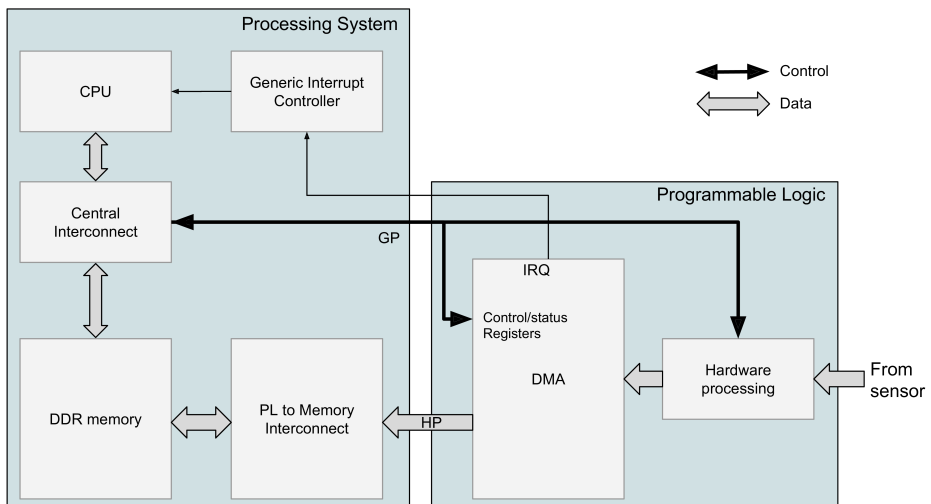 Processing System
CPU
Generic Interrupt
Controller
Control
Data
Central
Interconnect
GP
Programmable Logic
IRQ
Control/status
Registers
DMA
Hardware
processing
From
sensor
DDR memory
PL to Memory
Interconnect
HP